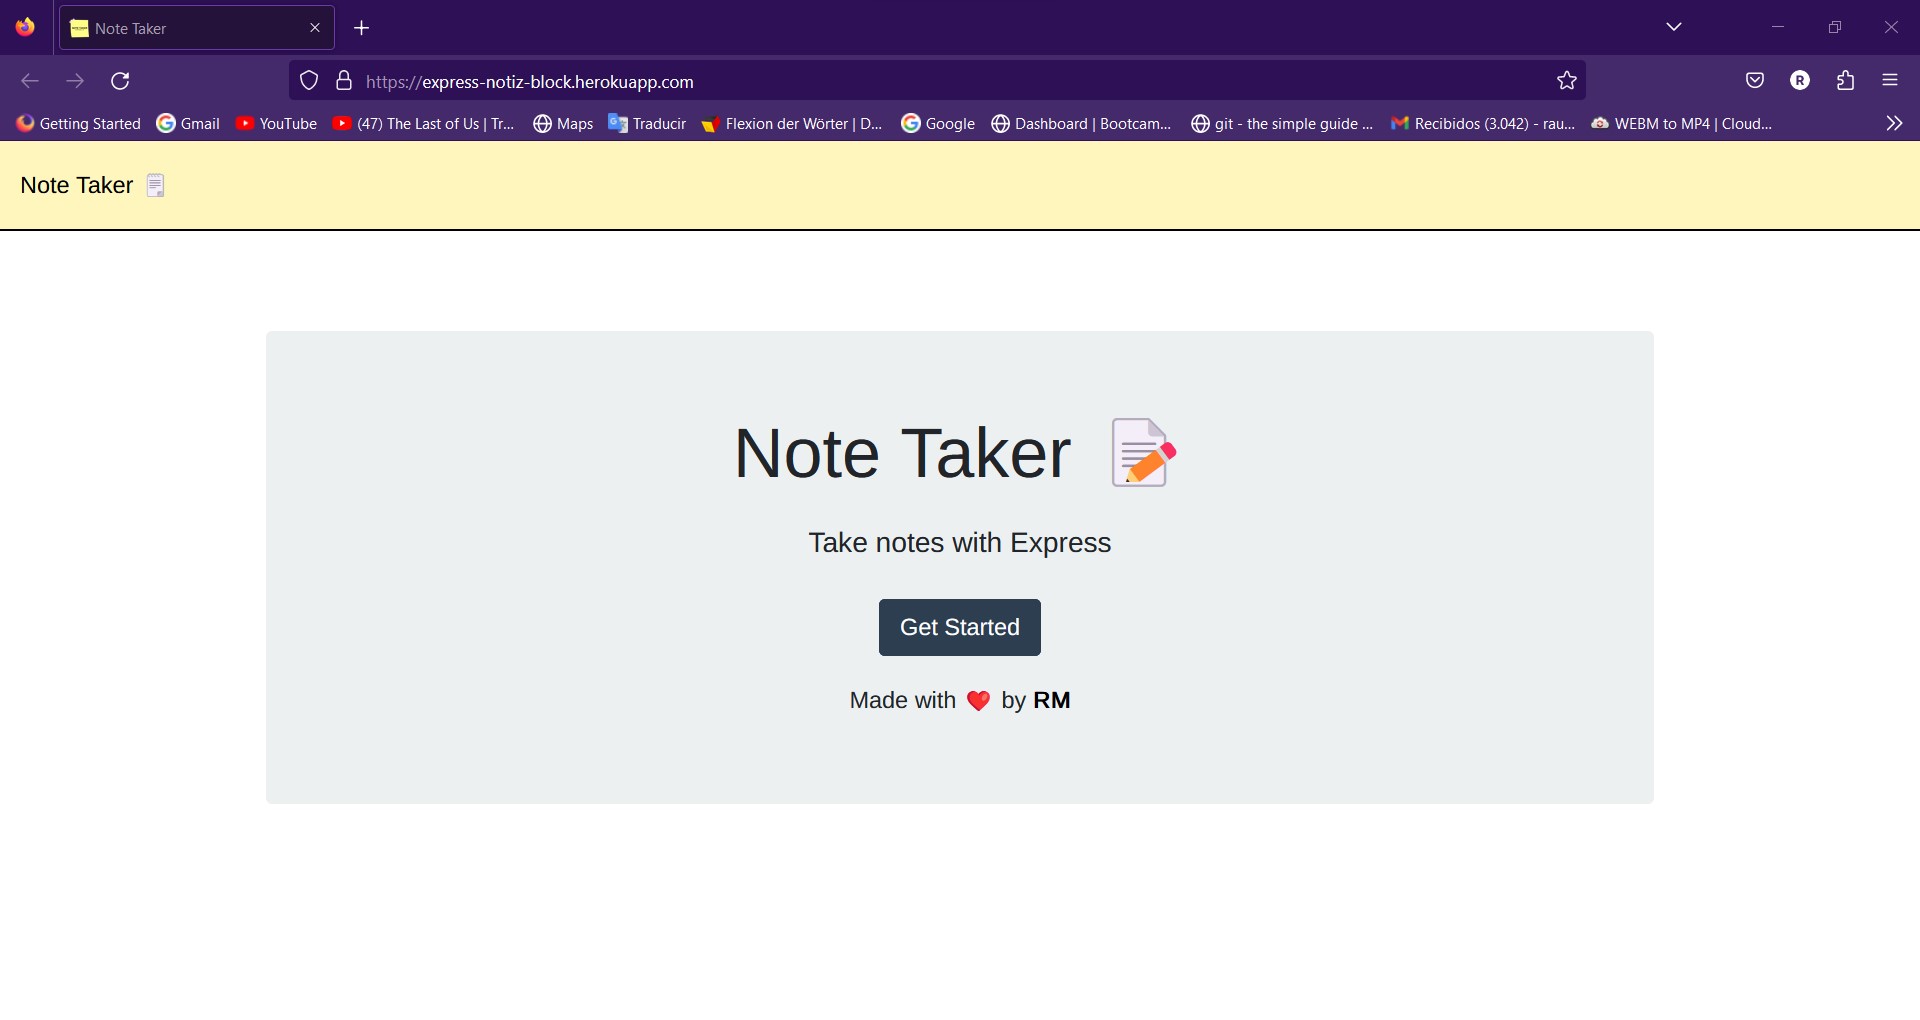 Note Taker
https://express-notiz-block.herokuapp.com
R
Getting Started Gmail YouTube (47) The Last of Us | Tr... Maps Traducir Flexion der Wörter | D... Google Dashboard | Bootcam... git - the simple guide ... Recibidos (3.042) - rau... WEBM to MP4 | Cloud...
Note Taker
Note Taker
Take notes with Express
Get Started
Made with ❤️ by RM